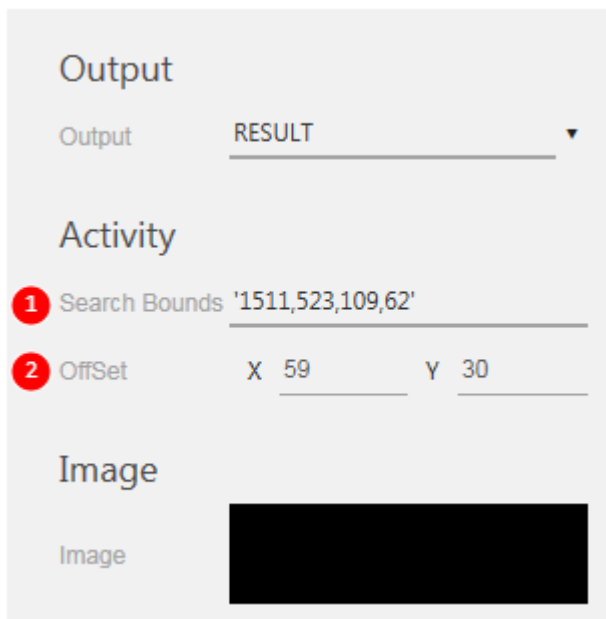 Output
Output RESULT
Activity
1 Search Bounds '1511,523,109,62'
2 OffSet X 59 Y 30
Image
Image